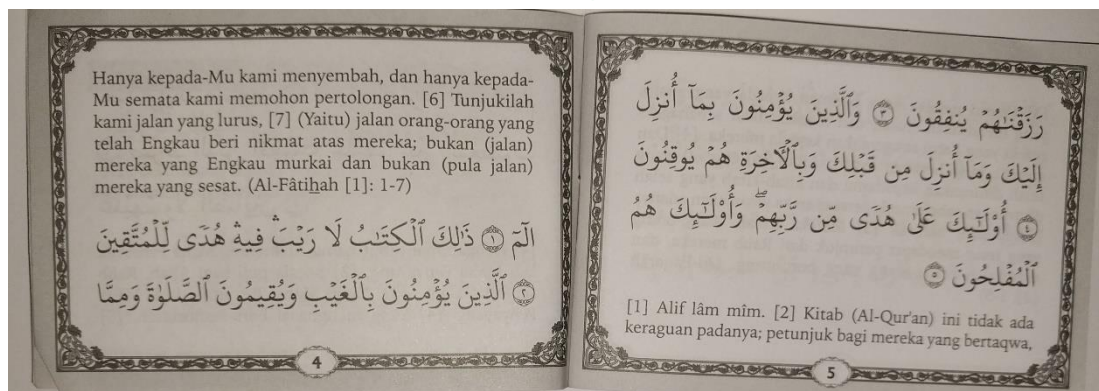 Hanya kepada-Mu kami menyembah, dan hanya kepada-
Mu semata kami memohon pertolongan. [6] Tunjukilah
kami jalan yang lurus, [7] (Yaitu) jalan orang-orang yang
telah Engkau beri nikmat atas mereka; bukan (jalan)
mereka yang Engkau murkai dan bukan (pula jalan)
mereka yang sesat. (Al-Fâtihah [1]: 1-7)
الٓمٓ ١ ذَٰلِكَ ٱلْكِتَٰبُ لَا رَيْبَ ۛ فِيهِ ۛ هُدًى لِّلْمُتَّقِينَ
٢ ٱلَّذِينَ يُؤْمِنُونَ بِٱلْغَيْبِ وَيُقِيمُونَ ٱلصَّلَوٰةَ وَمِمَّا
4
رَزَقْنَٰهُمْ يُنفِقُونَ ٣ وَٱلَّذِينَ يُؤْمِنُونَ بِمَآ أُنزِلَ
إِلَيْكَ وَمَآ أُنزِلَ مِن قَبْلِكَ وَبِٱلْءَاخِرَةِ هُمْ يُوقِنُونَ
٤ أُو۟لَٰٓئِكَ عَلَىٰ هُدًى مِّن رَّبِّهِمْ ۖ وَأُو۟لَٰٓئِكَ هُمُ
ٱلْمُفْلِحُونَ ٥
[1] Alif lâm mîm. [2] Kitab (Al-Qur'an) ini tidak ada
keraguan padanya; petunjuk bagi mereka yang bertaqwa,
5